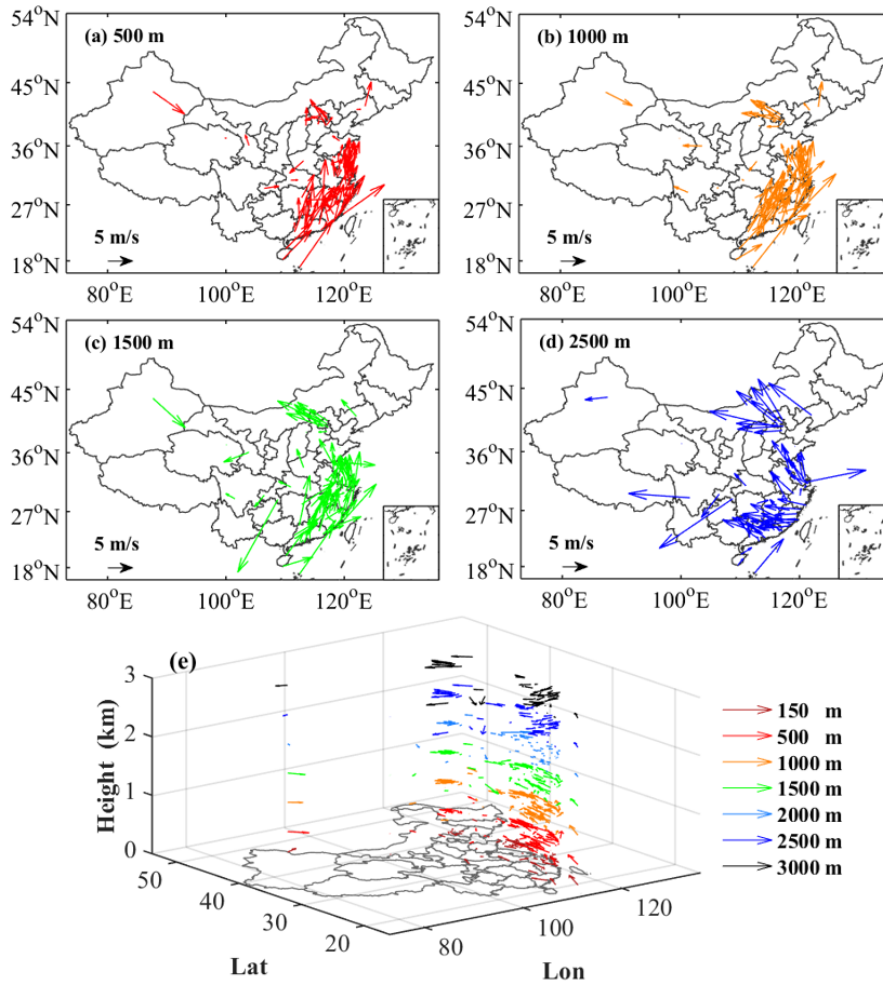 54°N
45°N
36°N
27°N
18°N
(a) 500 m
5 m/s
80°E 100°E 120°E
54°N
45°N
36°N
27°N
18°N
(b) 1000 m
5 m/s
80°E 100°E 120°E
54°N
45°N
36°N
27°N
18°N
(c) 1500 m
5 m/s
80°E 100°E 120°E
54°N
45°N
36°N
27°N
18°N
(d) 2500 m
5 m/s
80°E 100°E 120°E
(e)
Height (km)
3
2
1
0
50
40
30
20
Lat
80
100
120
Lon
150 m
500 m
1000 m
1500 m
2000 m
2500 m
3000 m